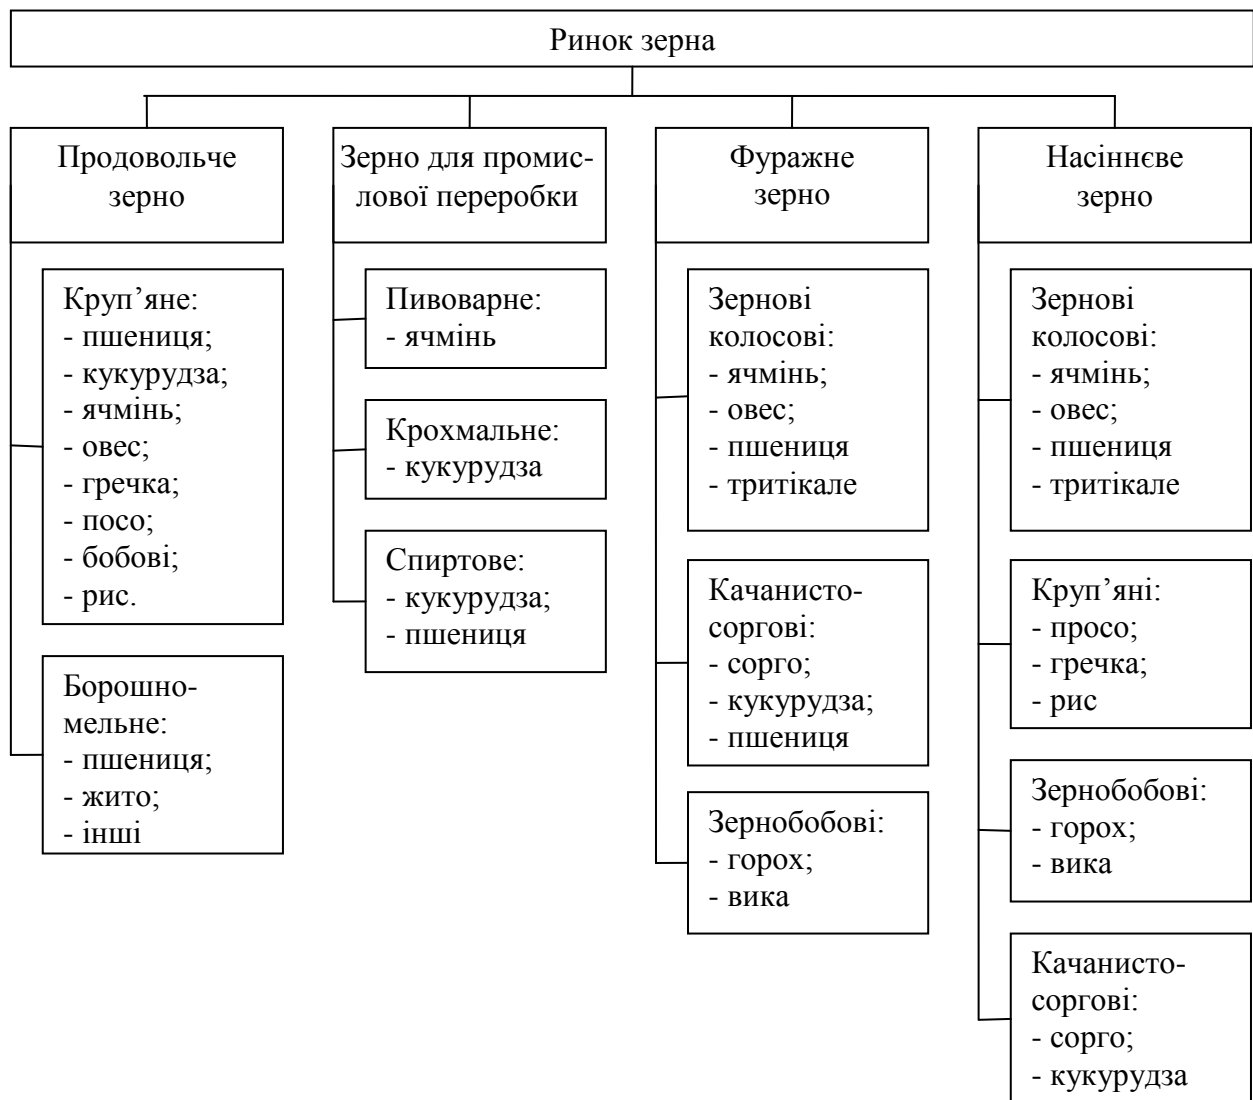 Ринок зерна
Продовольче
зерно
Круп’яне:
- пшениця;
- кукурудза;
- ячмінь;
- овес;
- гречка;
- посо;
- бобові;
- рис.
Борошно-
мельне:
- пшениця;
- жито;
- інші
Зерно для промис-
лової переробки
Пивоварне:
- ячмінь
Крохмальне:
- кукурудза
Спиртове:
- кукурудза;
- пшениця
Фуражне
зерно
Зернові
колосові:
- ячмінь;
- овес;
- пшениця
- тритікале
Качанисто-
соргові:
- сорго;
- кукурудза;
- пшениця
Зернобобові:
- горох;
- вика
Насіннєве
зерно
Зернові
колосові:
- ячмінь;
- овес;
- пшениця
- тритікале
Круп’яні:
- просо;
- гречка;
- рис
Зернобобові:
- горох;
- вика
Качанисто-
соргові:
- сорго;
- кукурудза